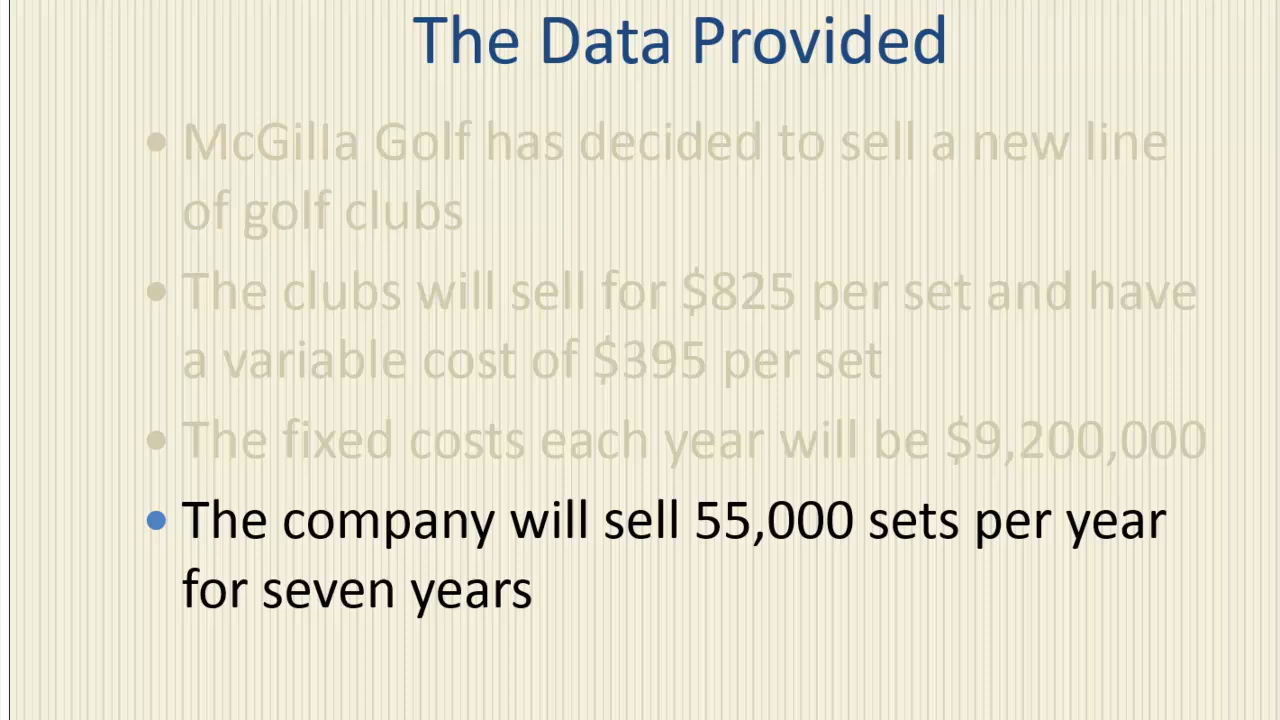 The Data Provided
• McGilla Golf has decided to sell a new line
of golf clubs
• The clubs will sell for $825 per set and have
a variable cost of $395 per set
• The fixed costs each year will be $9,200,000
• The company will sell 55,000 sets per year
for seven years